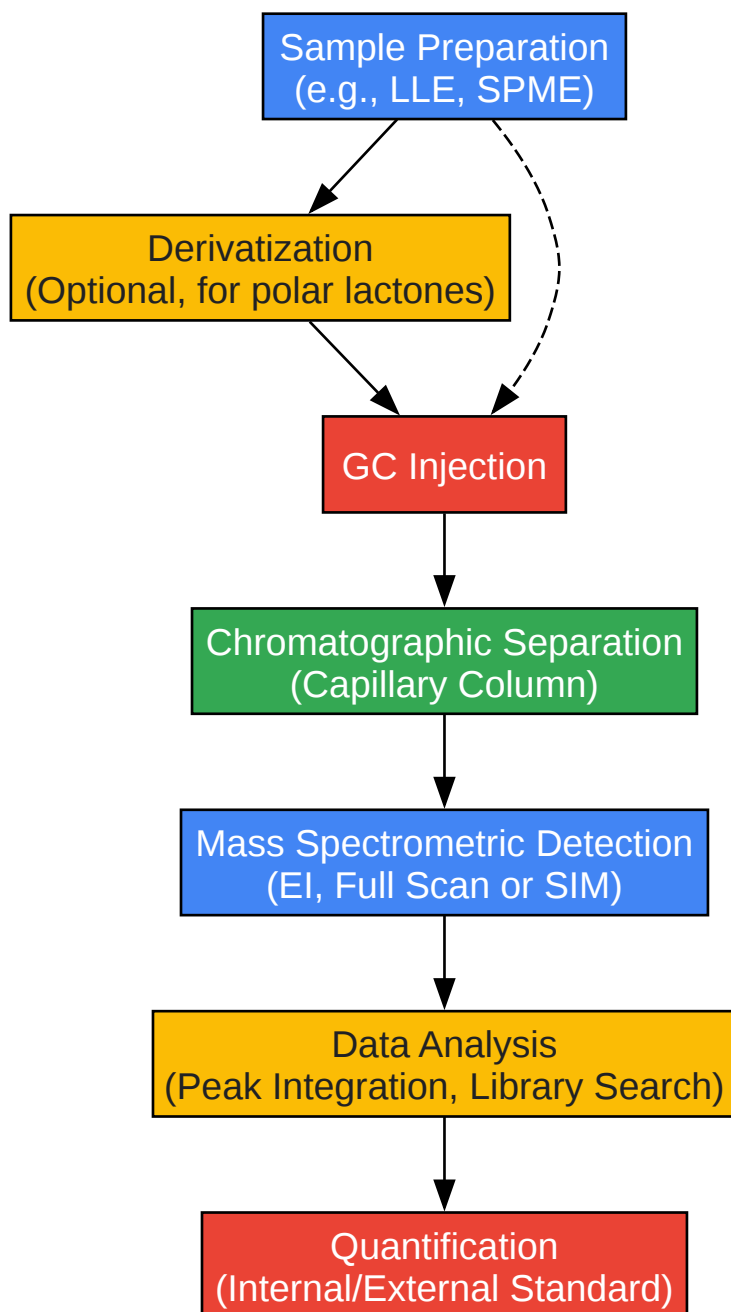 Sample Preparation
(e.g., LLE, SPME)
Derivatization
(Optional, for polar lactones)
GC Injection
Chromatographic Separation
(Capillary Column)
Mass Spectrometric Detection
(EI, Full Scan or SIM)
Data Analysis
(Peak Integration, Library Search)
Quantification
(Internal/External Standard)